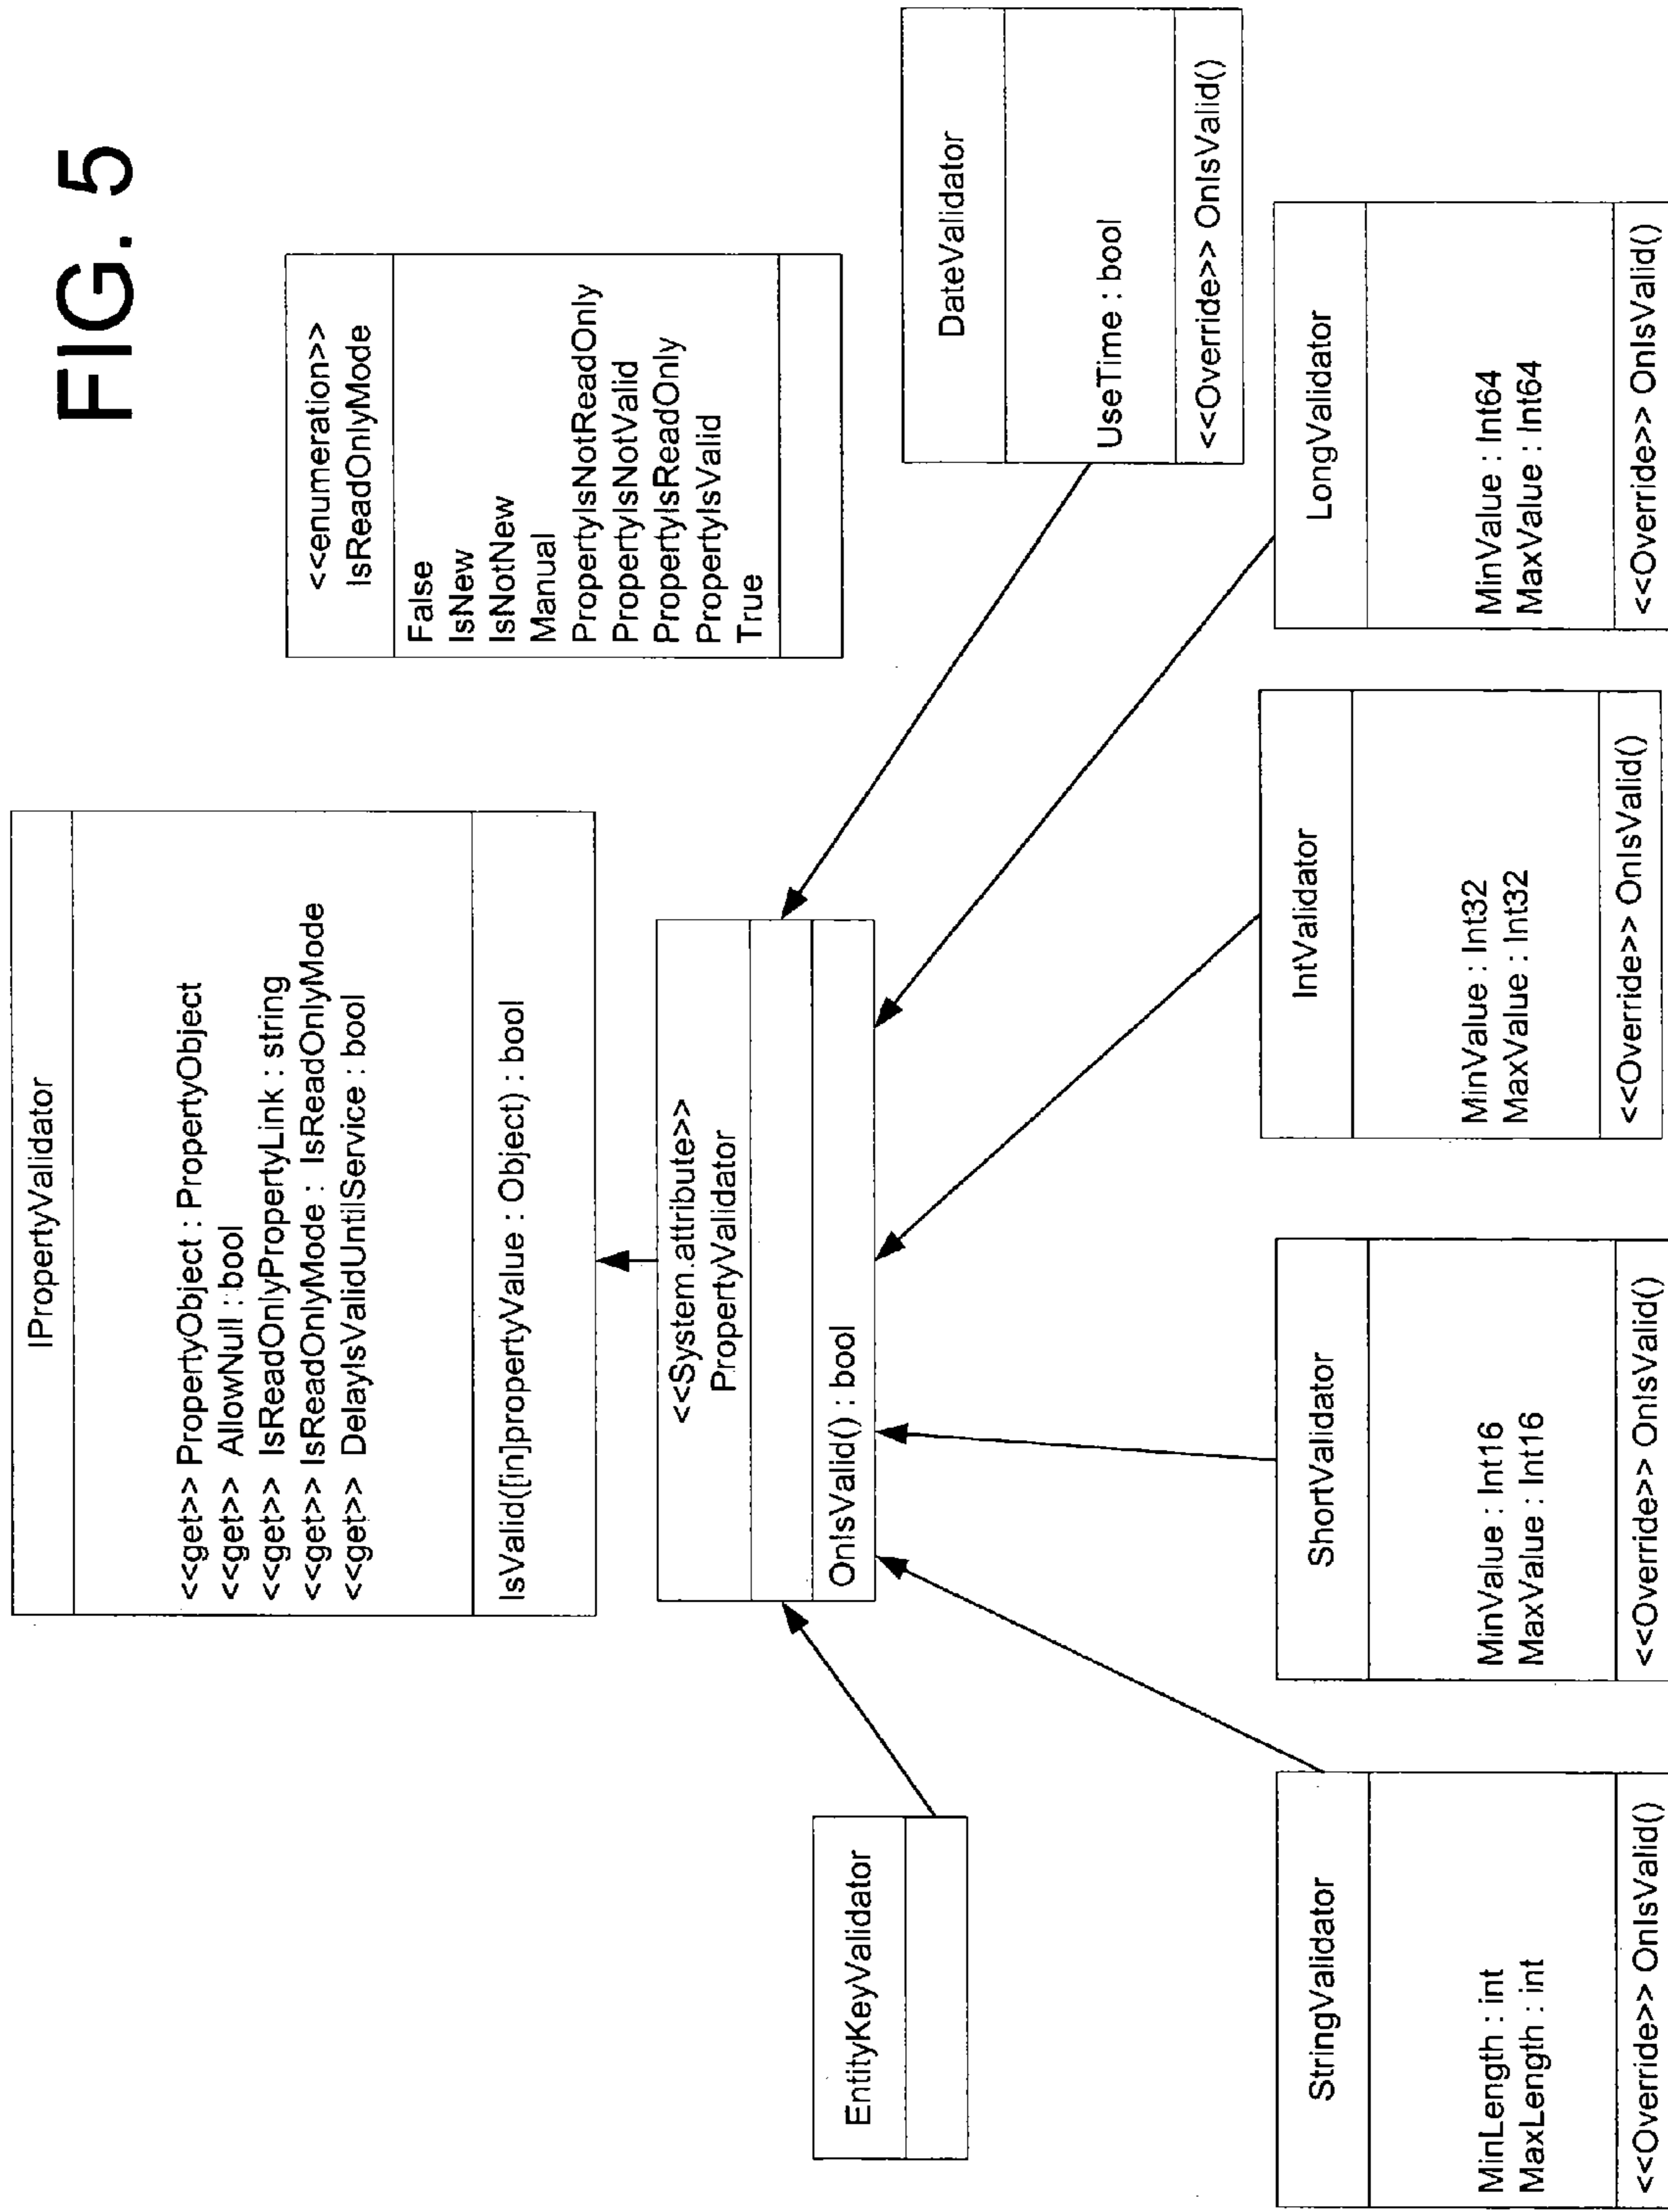 FIG. 5
IPropertyValidator
<<get>> PropertyObject : PropertyObject
<<get>> AllowNull : bool
<<get>> IsReadOnlyPropertyLink : string
<<get>> IsReadOnlyMode : IsReadOnlyMode
<<get>> DelayIsValidUntilService : bool
IsValid([in]propertyValue : Object) : bool
<<enumeration>>
IsReadOnlyMode
False
IsNew
IsNotNew
Manual
PropertyIsNotReadOnly
PropertyIsNotValid
PropertyIsReadOnly
PropertyIsValid
True
<<System.attribute>>
PropertyValidator
OnIsValid() : bool
EntityKeyValidator
DateValidator
UseTime : bool
<<Override>> OnIsValid()
StringValidator
MinLength : int
MaxLength : int
<<Override>> OnIsValid()
ShortValidator
MinValue : Int16
MaxValue : Int16
<<Override>> OnIsValid()
IntValidator
MinValue : Int32
MaxValue : Int32
<<Override>> OnIsValid()
LongValidator
MinValue : Int64
MaxValue : Int64
<<Override>> OnIsValid()